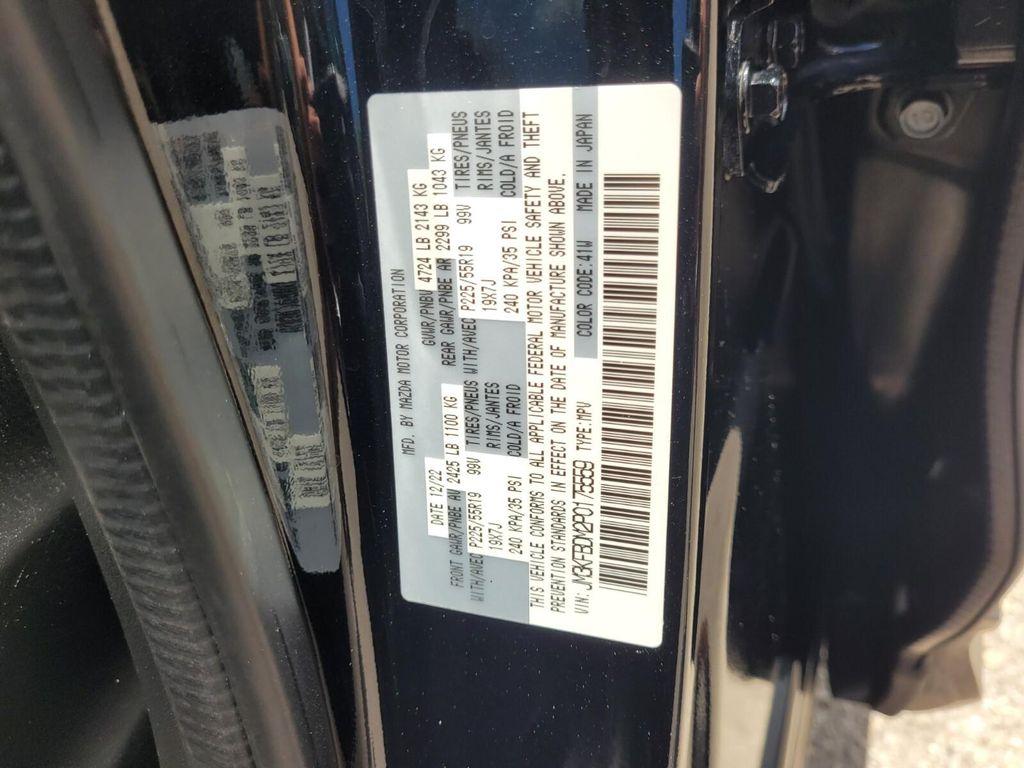 MFD. BY MAZDA MOTOR CORPORATION
DATE 12/22 GVWR/PNBV 4724 LB 2143 KG
FRONT GAWR/PNBE AV 2425 LB 1100 KG REAR GAWR/PNBE AR 2299 LB 1043 KG
WITH/AVEC P225/55R19 99V TIRES/PNEUS WITH/AVEC P225/55R19 99V TIRES/PNEUS
19X7J RIMS/JANTES 19X7J RIMS/JANTES
240 KPA/35 PSI COLD/A FROID 240 KPA/35 PSI COLD/A FROID
THIS VEHICLE CONFORMS TO ALL APPLICABLE FEDERAL MOTOR VEHICLE SAFETY AND THEFT
PREVENTION STANDARDS IN EFFECT ON THE DATE OF MANUFACTURE SHOWN ABOVE.
VIN: JM3KFBDM2P0175559 TYPE:MPV COLOR CODE:41W MADE IN JAPAN